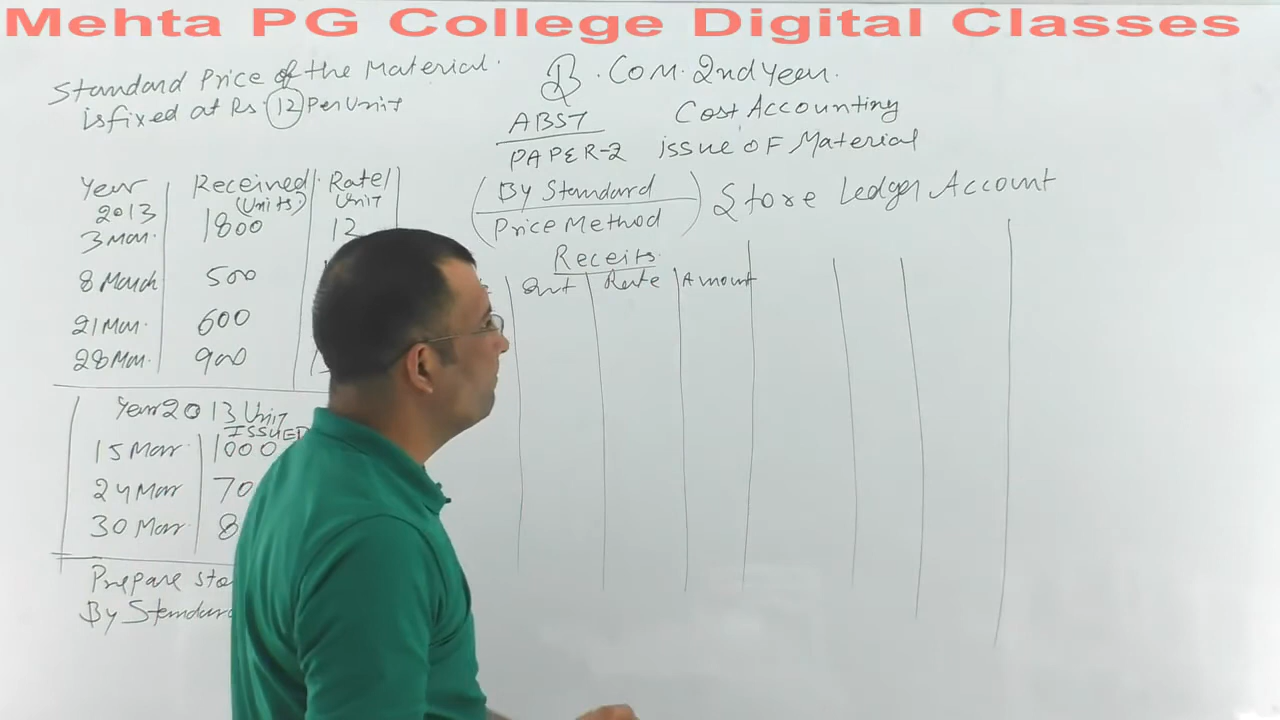 Mehta PG College Digital Classes
Standard Price of the Material.
is fixed at Rs. 12 Per Unit
B. Com. 2nd Year.
ABST
PAPER-2
Cost Accounting
issue of Material
(By Standard
Price Method)
Store Ledger Account
Year 2013 | Received (Units) | Rate/Unit
3 Mar. 1800 12
8 March 500
21 Mar. 600
28 Mar. 900
Receits.
Qnt Rate Amount
Year 2013 Unit
ISSUED
15 Mar 1000
24 Mar 70
30 Mar 8
Prepare
By Standard